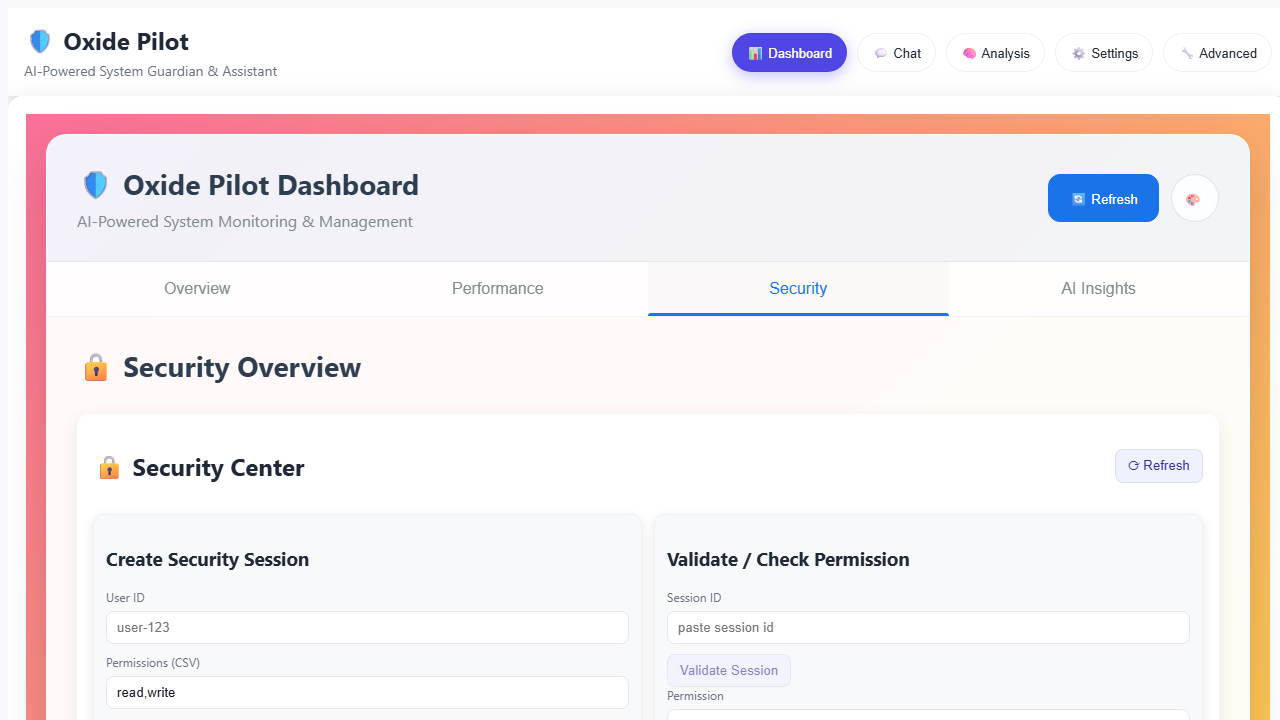 Oxide Pilot
AI-Powered System Guardian & Assistant
Dashboard
Chat
Analysis
Settings
Advanced
Oxide Pilot Dashboard
AI-Powered System Monitoring & Management
Refresh
Overview
Performance
Security
AI Insights
Security Overview
Security Center
Refresh
Create Security Session
User ID
user-123
Permissions (CSV)
read,write
Validate / Check Permission
Session ID
paste session id
Validate Session
Permission